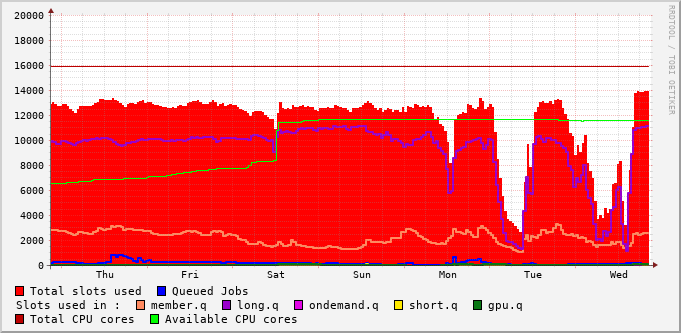 20000
18000
16000
14000
12000
10000
8000
6000
4000
2000
0
Thu Fri Sat Sun Mon Tue Wed
RRDTOOL / TOBI OETIKER
Total slots used Queued Jobs
Slots used in : member.q long.q ondemand.q short.q gpu.q
Total CPU cores Available CPU cores